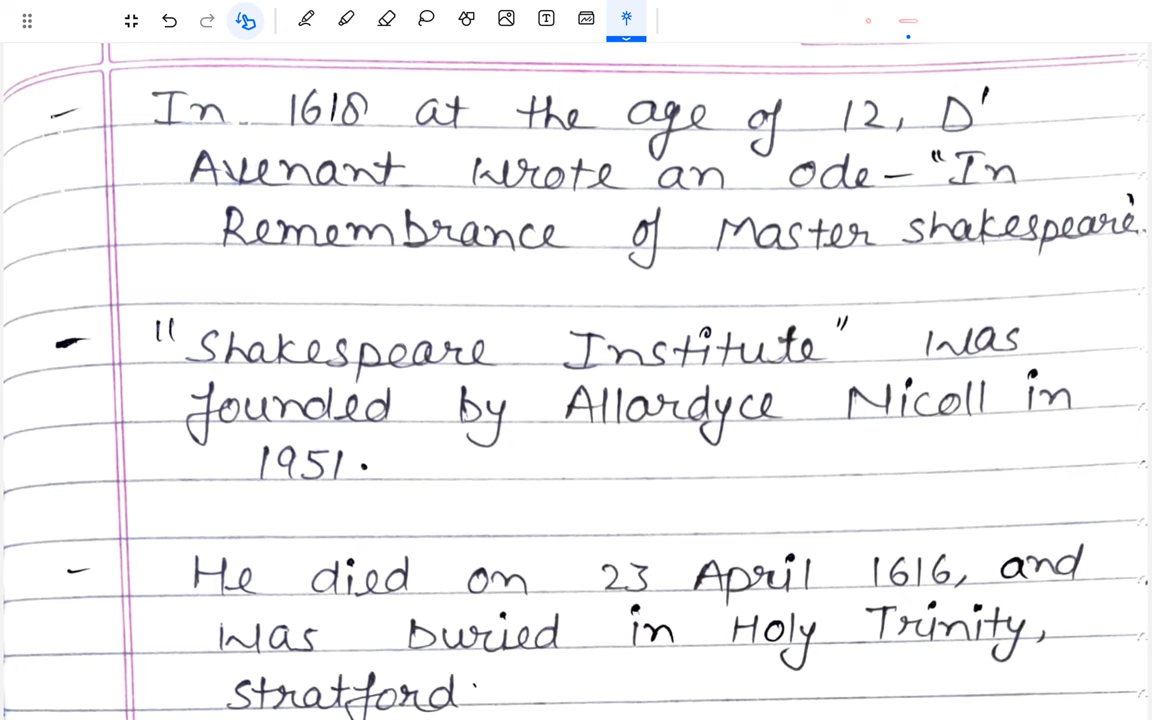 - In 1618 at the age of 12, D'
Avenant wrote an ode - "In
Remembrance of Master shakespeare'.
- "Shakespeare Institute" was
founded by Allardyce Nicoll in
1951.
- He died on 23 April 1616, and
was buried in Holy Trinity,
stratford.